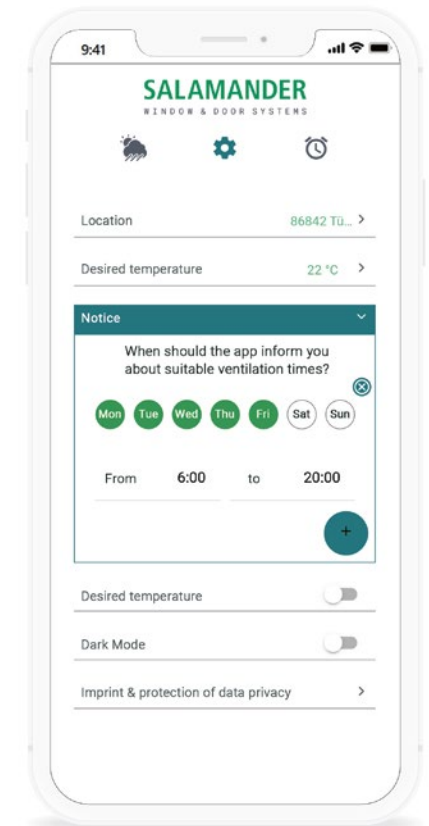 9:41
SALAMANDER
WINDOW & DOOR SYSTEMS
Location 86842 Tü...
Desired temperature 22 °C
Notice
When should the app inform you
about suitable ventilation times?
Mon Tue Wed Thu Fri Sat Sun
From 6:00 to 20:00
+
Desired temperature
Dark Mode
Imprint & protection of data privacy